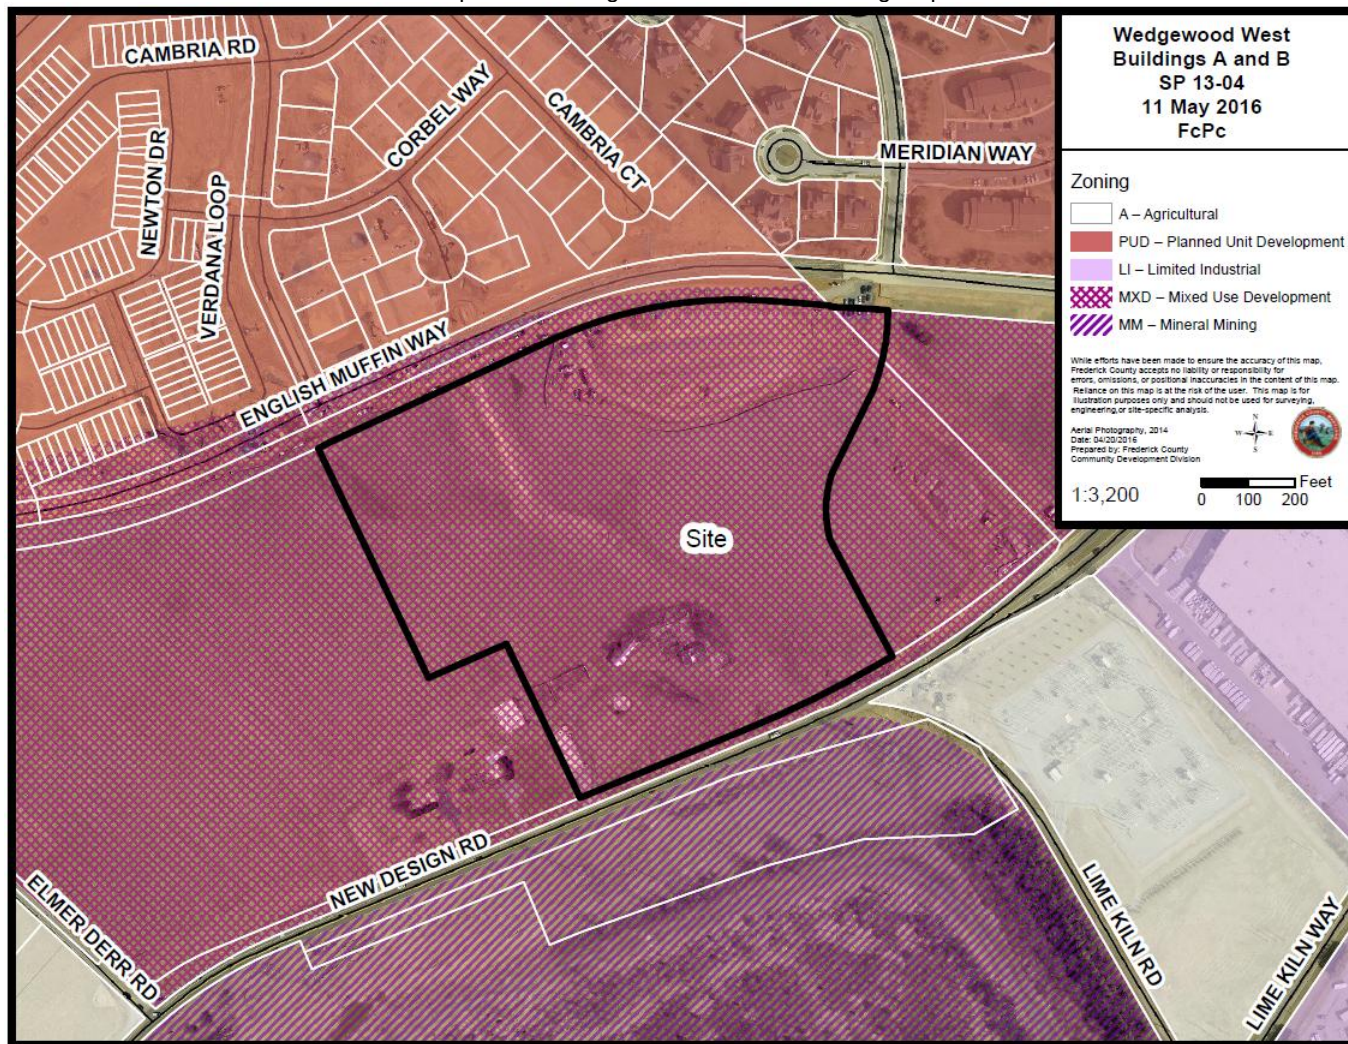 Wedgewood West
Buildings A and B
SP 13-04
11 May 2016
FcPc
Zoning
A – Agricultural
PUD – Planned Unit Development
LI – Limited Industrial
MXD – Mixed Use Development
MM – Mineral Mining
While efforts have been made to ensure the accuracy of this map,
Frederick County accepts no liability or responsibility for
errors, omissions, or positional inaccuracies in the content of this map.
Reliance on this map is at the risk of the user. This map is for
illustration purposes only and should not be used for surveying,
engineering,or site-specific analysis.
Aerial Photography, 2014
Date: 04/20/2016
Prepared by: Frederick County
Community Development Division
N
W E
S
1:3,200
Feet
0 100 200
CAMBRIA RD
CORBEL WAY
CAMBRIA CT
MERIDIAN WAY
NEWTON DR
VERDANA LOOP
ENGLISH MUFFIN WAY
Site
NEW DESIGN RD
ELMER DERR RD
LIME KILN RD
LIME KILN WAY